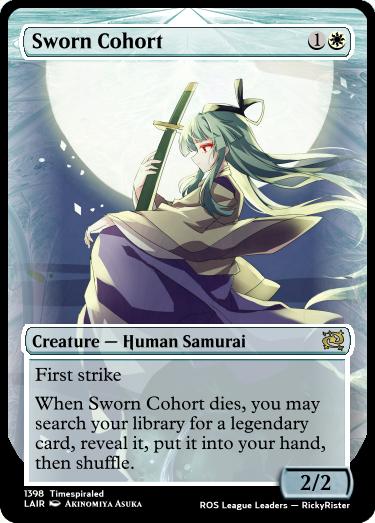 Sworn Cohort 1
Creature — Human Samurai
First strike
When Sworn Cohort dies, you may
search your library for a legendary
card, reveal it, put it into your hand,
then shuffle.
2/2
1398 Timespiraled
LAIR Akinomiya Asuka
ROS League Leaders — RickyRister